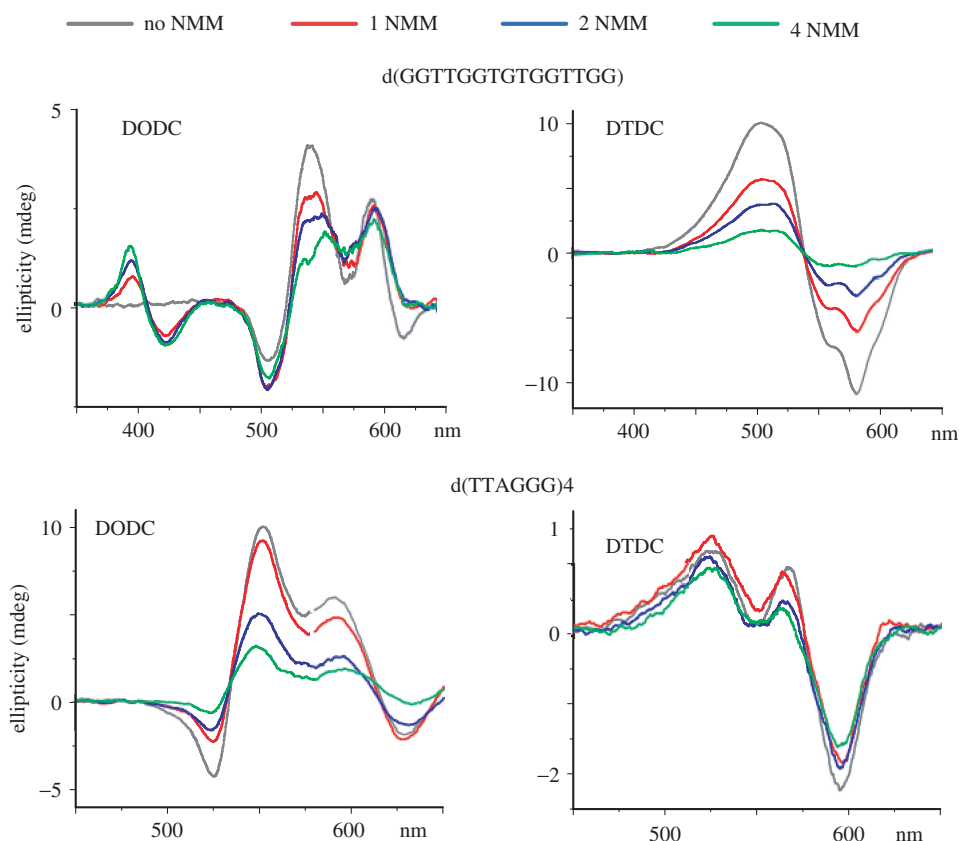 no NMM 1 NMM 2 NMM 4 NMM
d(GGTTGGTGTGGTTGG)
DODC
5
0
ellipticity (mdeg)
400 500 600 nm
DTDC
10
0
−10
400 500 600 nm
d(TTAGGG)4
DODC
10
5
0
−5
ellipticity (mdeg)
500 600 nm
DTDC
1
0
−2
500 600 nm